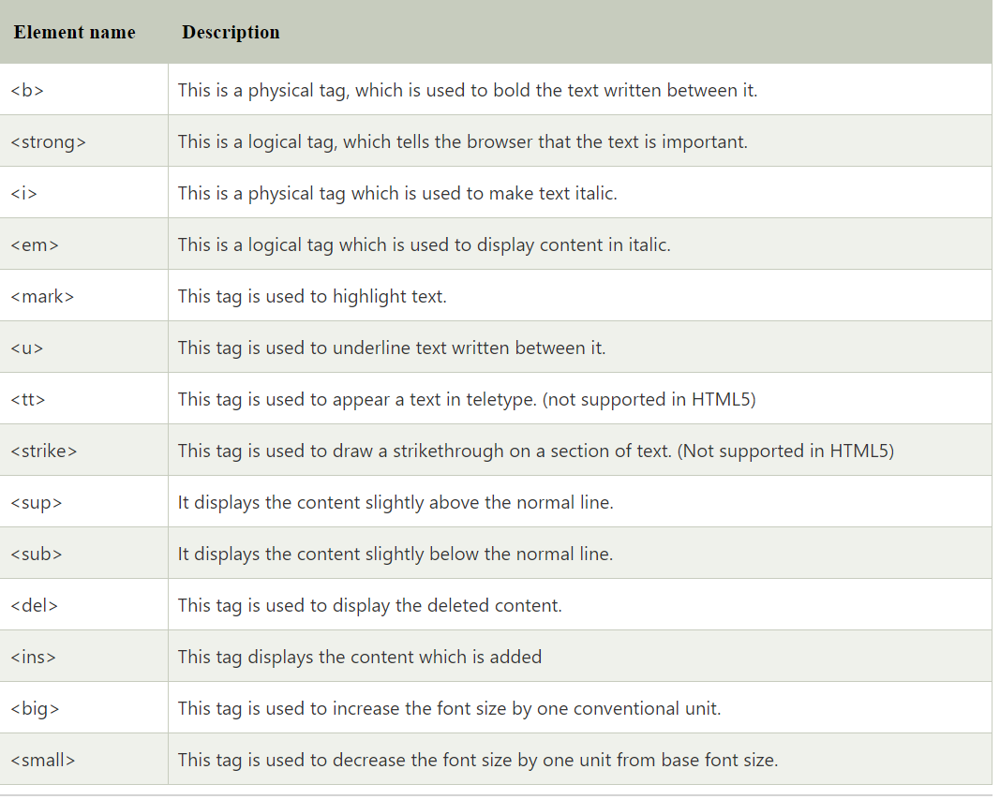 Element name Description
<b> This is a physical tag, which is used to bold the text written between it.
<strong> This is a logical tag, which tells the browser that the text is important.
<i> This is a physical tag which is used to make text italic.
<em> This is a logical tag which is used to display content in italic.
<mark> This tag is used to highlight text.
<u> This tag is used to underline text written between it.
<tt> This tag is used to appear a text in teletype. (not supported in HTML5)
<strike> This tag is used to draw a strikethrough on a section of text. (Not supported in HTML5)
<sup> It displays the content slightly above the normal line.
<sub> It displays the content slightly below the normal line.
<del> This tag is used to display the deleted content.
<ins> This tag displays the content which is added
<big> This tag is used to increase the font size by one conventional unit.
<small> This tag is used to decrease the font size by one unit from base font size.